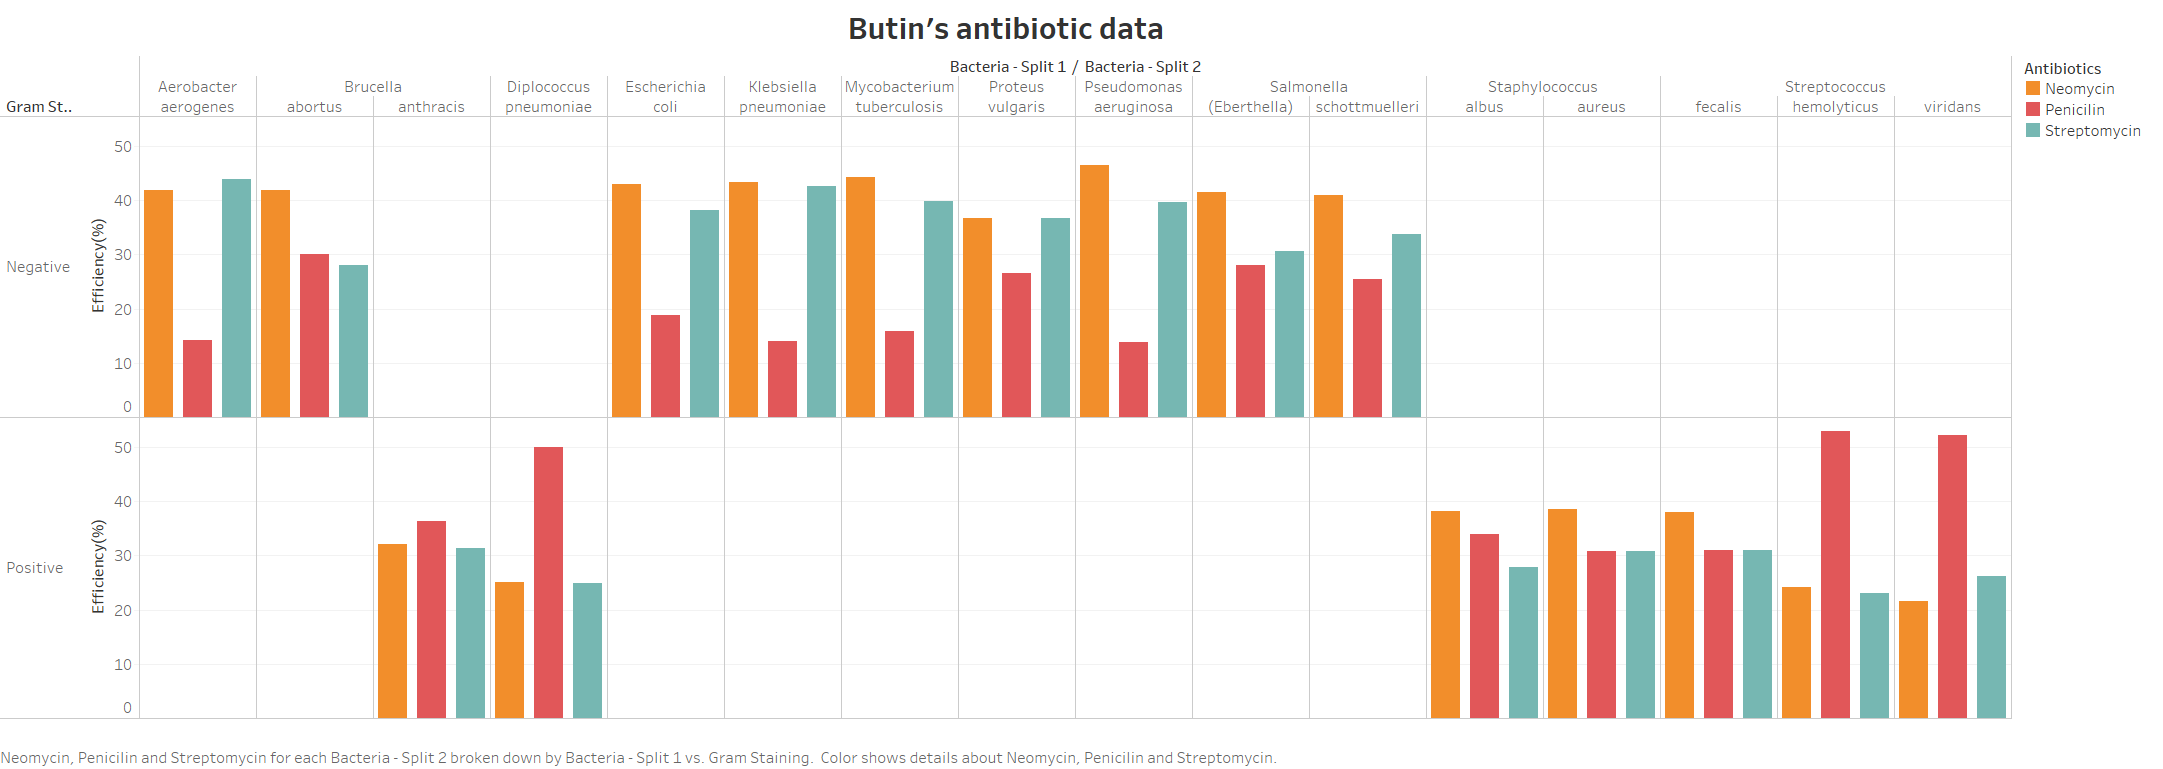 Butin’s antibiotic data
Bacteria - Split 1 / Bacteria - Split 2
Aerobacter Brucella Diplococcus Escherichia Klebsiella Mycobacterium Proteus Pseudomonas Salmonella Staphylococcus Streptococcus
Gram St.. aerogenes abortus anthracis pneumoniae coli pneumoniae tuberculosis vulgaris aeruginosa (Eberthella) schottmuelleri albus aureus fecalis hemolyticus viridans
Antibiotics
Neomycin
Penicilin
Streptomycin
Negative
Efficiency(%)
50
40
30
20
10
0
Positive
Efficiency(%)
50
40
30
20
10
0
Neomycin, Penicilin and Streptomycin for each Bacteria - Split 2 broken down by Bacteria - Split 1 vs. Gram Staining.  Color shows details about Neomycin, Penicilin and Streptomycin.